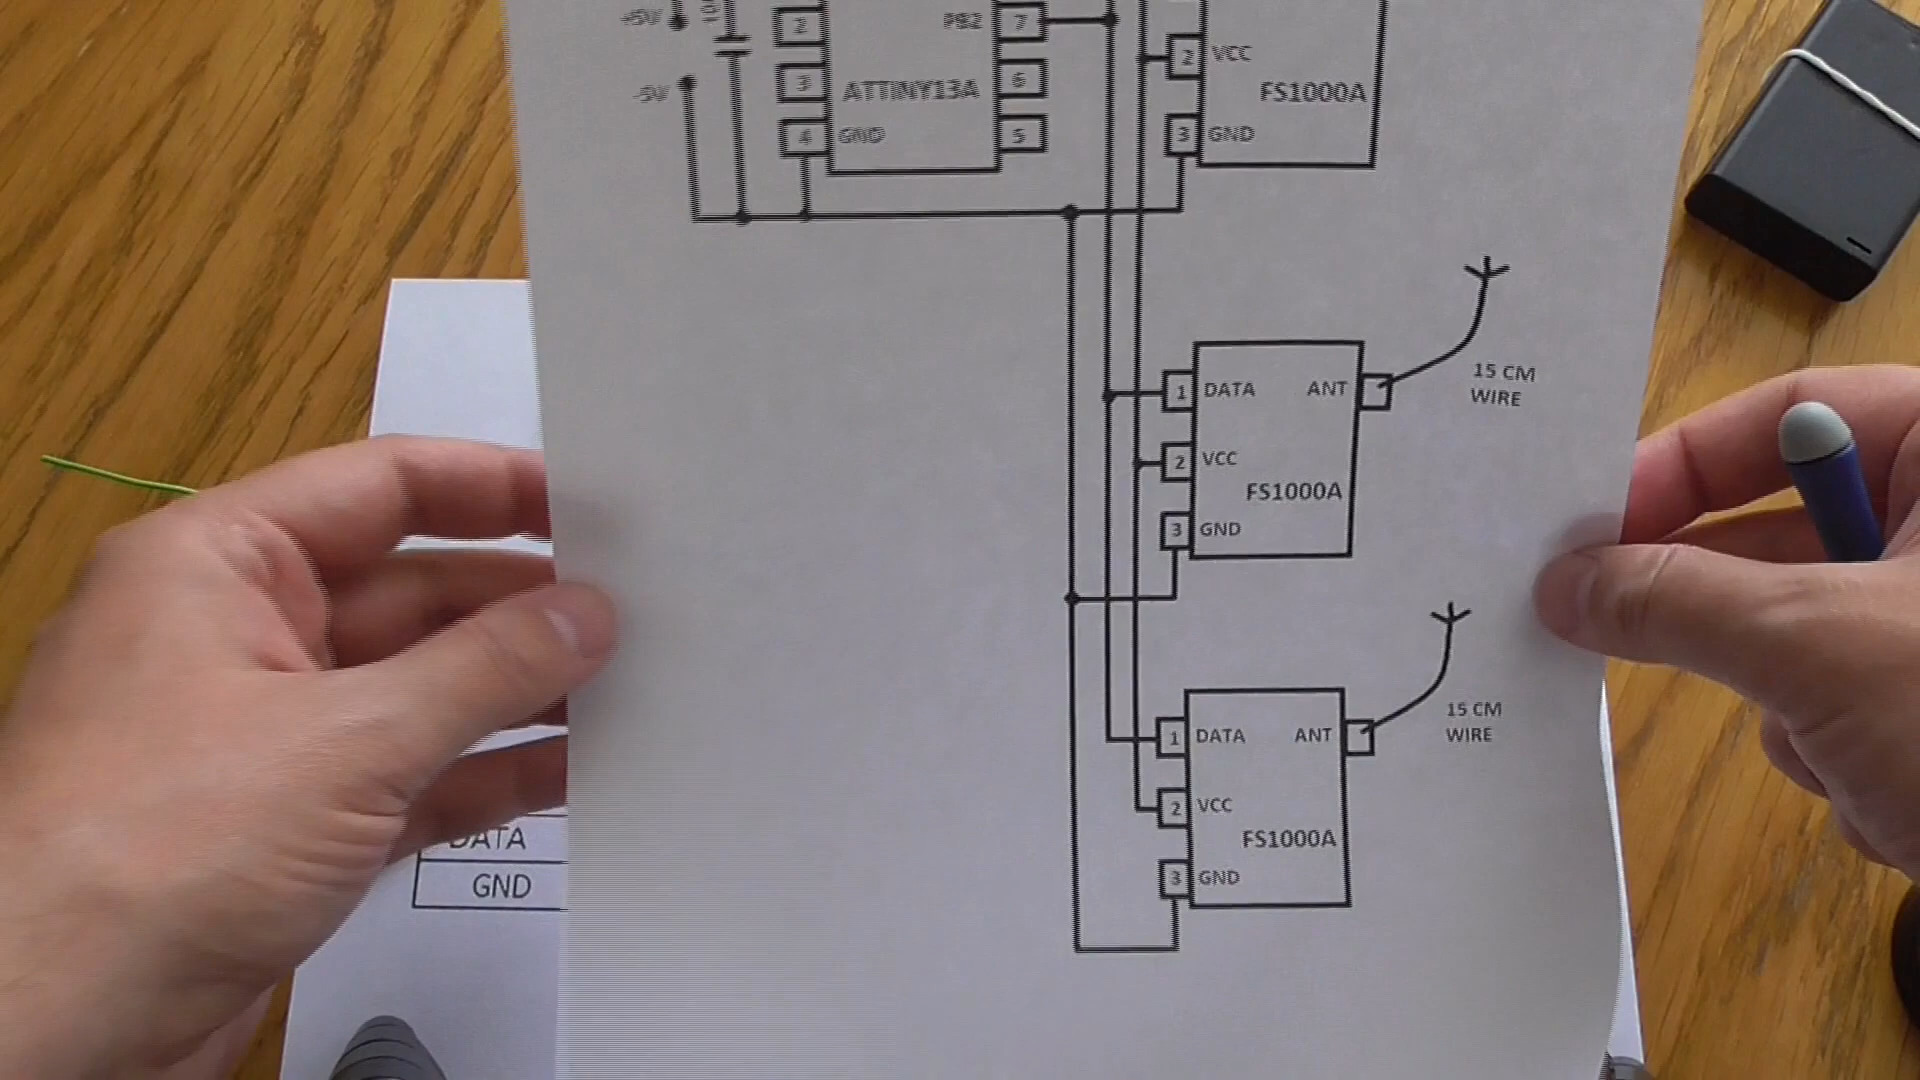 +5V
-5V
2
3
4
GND
ATTINY13A
PB2
7
6
5
2
VCC
FS1000A
3
GND
1
DATA
ANT
15 CM
WIRE
2
VCC
FS1000A
3
GND
1
DATA
ANT
15 CM
WIRE
2
VCC
FS1000A
3
GND
DATA
GND